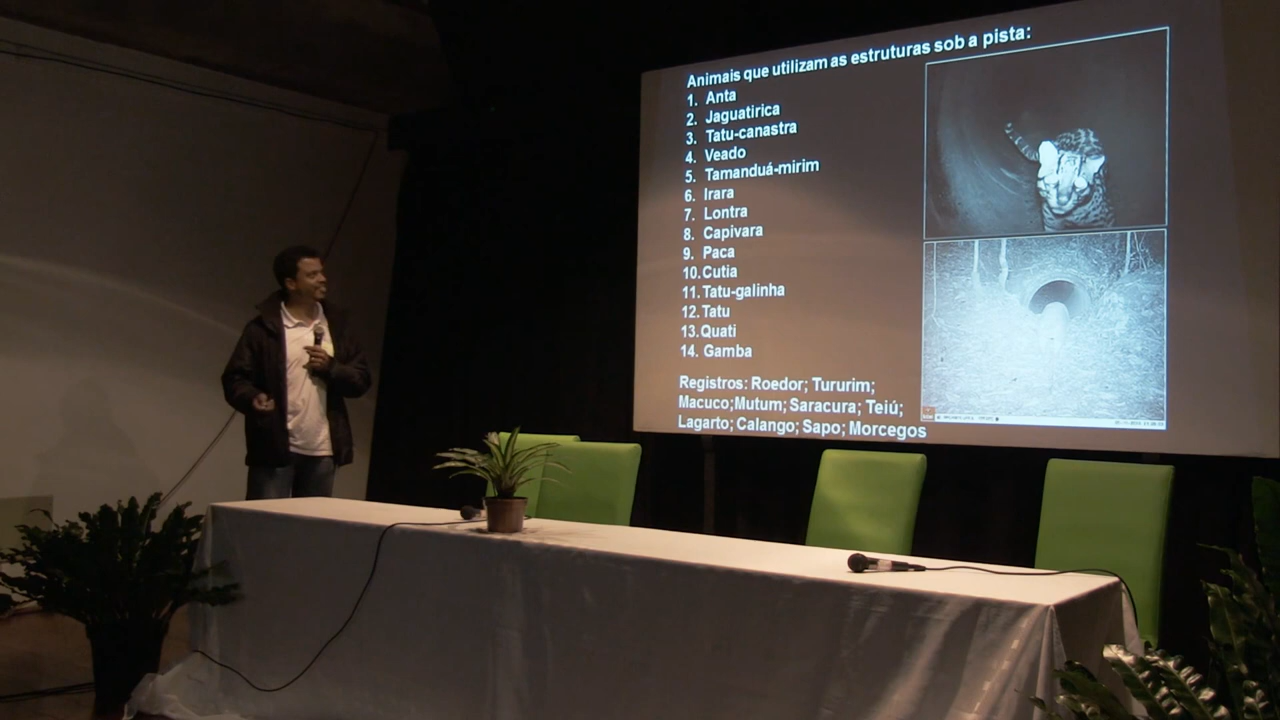 Animais que utilizam as estruturas sob a pista:
1. Anta
2. Jaguatirica
3. Tatu-canastra
4. Veado
5. Tamanduá-mirim
6. Irara
7. Lontra
8. Capivara
9. Paca
10. Cutia
11. Tatu-galinha
12. Tatu
13. Quati
14. Gamba
Registros: Roedor; Tururim;
Macuco;Mutum; Saracura; Teiú;
Lagarto; Calango; Sapo; Morcegos